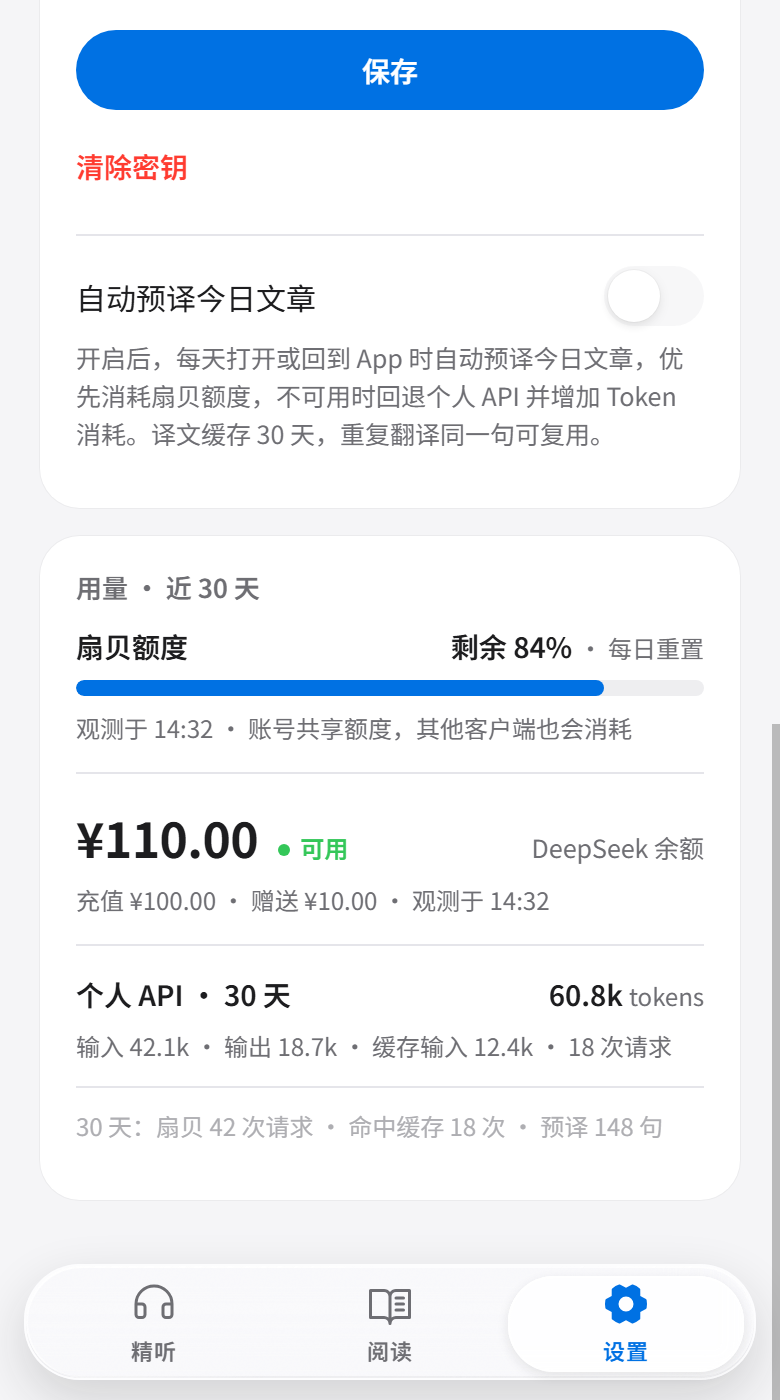 保存
清除密钥
自动预译今日文章
开启后，每天打开或回到 App 时自动预译今日文章，优
先消耗扇贝额度，不可用时回退个人 API 并增加 Token
消耗。译文缓存 30 天，重复翻译同一句可复用。
用量 · 近 30 天
扇贝额度 剩余 84% · 每日重置
观测于 14:32 · 账号共享额度，其他客户端也会消耗
¥110.00 可用 DeepSeek 余额
充值 ¥100.00 · 赠送 ¥10.00 · 观测于 14:32
个人 API · 30 天 60.8k tokens
输入 42.1k · 输出 18.7k · 缓存输入 12.4k · 18 次请求
30 天：扇贝 42 次请求 · 命中缓存 18 次 · 预译 148 句
精听 阅读 设置